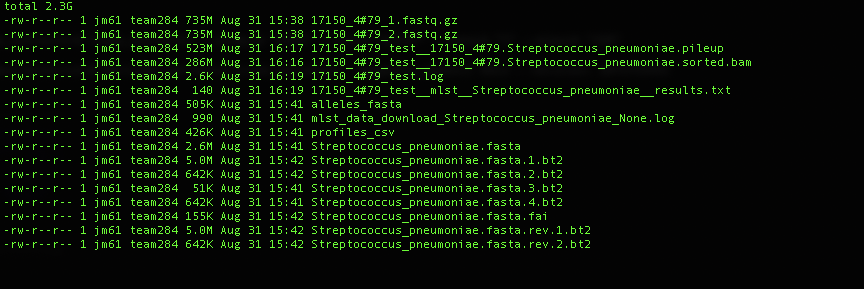 total 2.3G
-rw-r--r-- 1 jm61 team284 735M Aug 31 15:38 17150_4#79_1.fastq.gz
-rw-r--r-- 1 jm61 team284 735M Aug 31 15:38 17150_4#79_2.fastq.gz
-rw-r--r-- 1 jm61 team284 523M Aug 31 16:17 17150_4#79_test__17150_4#79.Streptococcus_pneumoniae.pileup
-rw-r--r-- 1 jm61 team284 286M Aug 31 16:16 17150_4#79_test__17150_4#79.Streptococcus_pneumoniae.sorted.bam
-rw-r--r-- 1 jm61 team284 2.6K Aug 31 16:19 17150_4#79_test.log
-rw-r--r-- 1 jm61 team284  140 Aug 31 16:19 17150_4#79_test__mlst__Streptococcus_pneumoniae__results.txt
-rw-r--r-- 1 jm61 team284 505K Aug 31 15:41 alleles_fasta
-rw-r--r-- 1 jm61 team284  990 Aug 31 15:41 mlst_data_download_Streptococcus_pneumoniae_None.log
-rw-r--r-- 1 jm61 team284 426K Aug 31 15:41 profiles_csv
-rw-r--r-- 1 jm61 team284 2.6M Aug 31 15:41 Streptococcus_pneumoniae.fasta
-rw-r--r-- 1 jm61 team284 5.0M Aug 31 15:42 Streptococcus_pneumoniae.fasta.1.bt2
-rw-r--r-- 1 jm61 team284 642K Aug 31 15:42 Streptococcus_pneumoniae.fasta.2.bt2
-rw-r--r-- 1 jm61 team284  51K Aug 31 15:41 Streptococcus_pneumoniae.fasta.3.bt2
-rw-r--r-- 1 jm61 team284 642K Aug 31 15:41 Streptococcus_pneumoniae.fasta.4.bt2
-rw-r--r-- 1 jm61 team284 155K Aug 31 15:42 Streptococcus_pneumoniae.fasta.fai
-rw-r--r-- 1 jm61 team284 5.0M Aug 31 15:42 Streptococcus_pneumoniae.fasta.rev.1.bt2
-rw-r--r-- 1 jm61 team284 642K Aug 31 15:42 Streptococcus_pneumoniae.fasta.rev.2.bt2